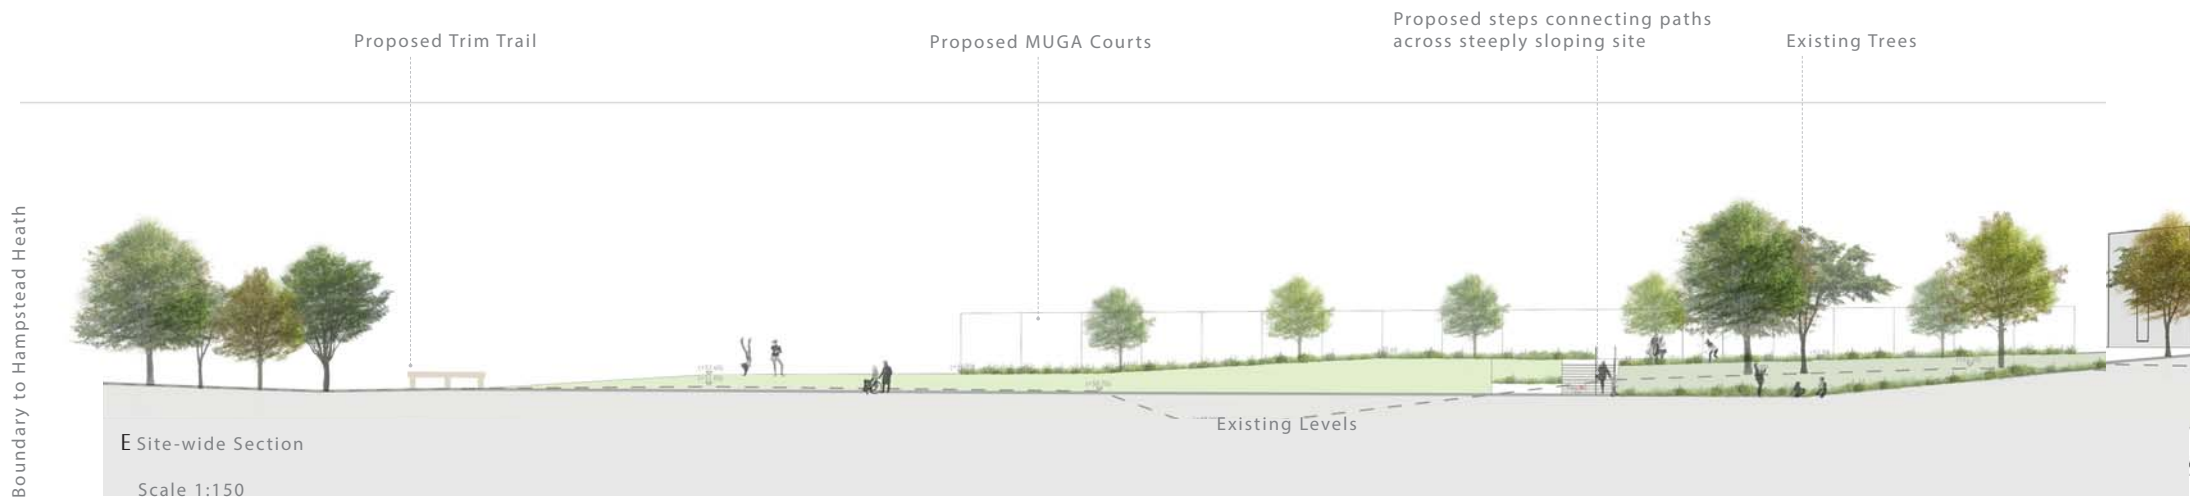 Proposed steps connecting paths
across steeply sloping site
Proposed Trim Trail
Proposed MUGA Courts
Existing Trees
Boundary to Hampstead Heath
Existing Levels
E Site-wide Section
Scale 1:150